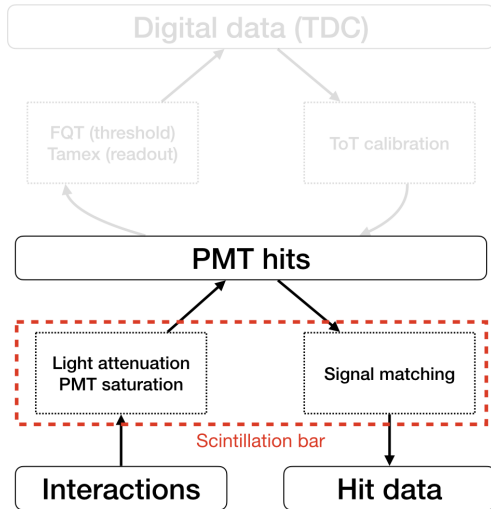 Digital data (TDC)
FQT (threshold)
Tamex (readout)
ToT calibration
PMT hits
Light attenuation
PMT saturation
Signal matching
Scintillation bar
Interactions
Hit data